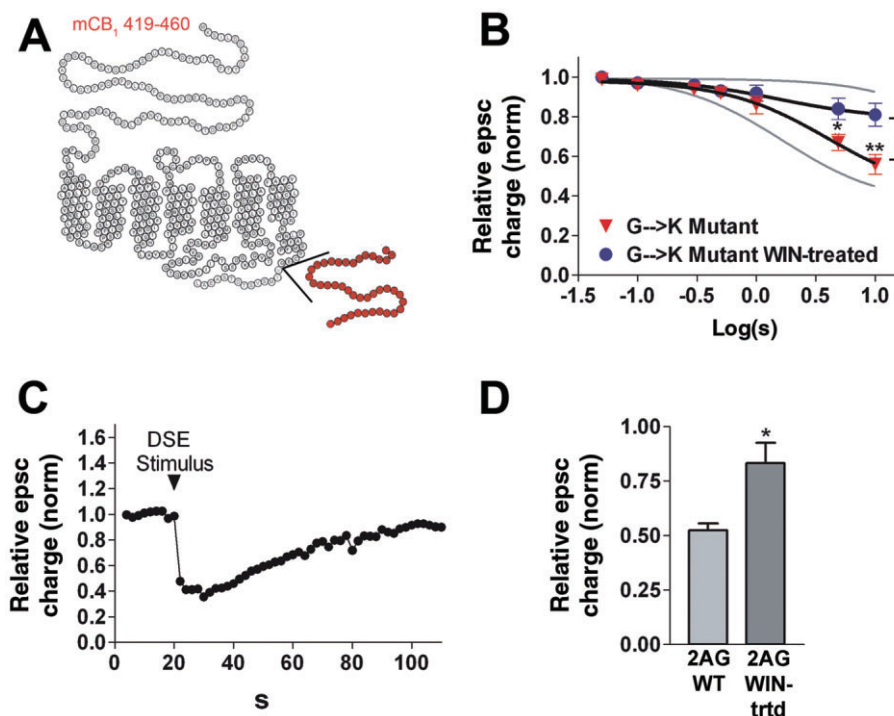 A
mCB1 419-460
B
Relative epsc
charge (norm)
1.0
0.8
0.6
0.4
0.2
0.0
*
**
G-->K Mutant
G-->K Mutant WIN-treated
-1.5 -1.0 -0.5 0.0 0.5 1.0
Log(s)
C
Relative epsc
charge (norm)
1.6
1.4
1.2
1.0
0.8
0.6
0.4
0.2
0.0
DSE
Stimulus
0 20 40 60 80 100
s
D
Relative epsc
charge (norm)
1.00
0.75
0.50
0.25
0.00
*
2AG 2AG
WT WIN-
trtd